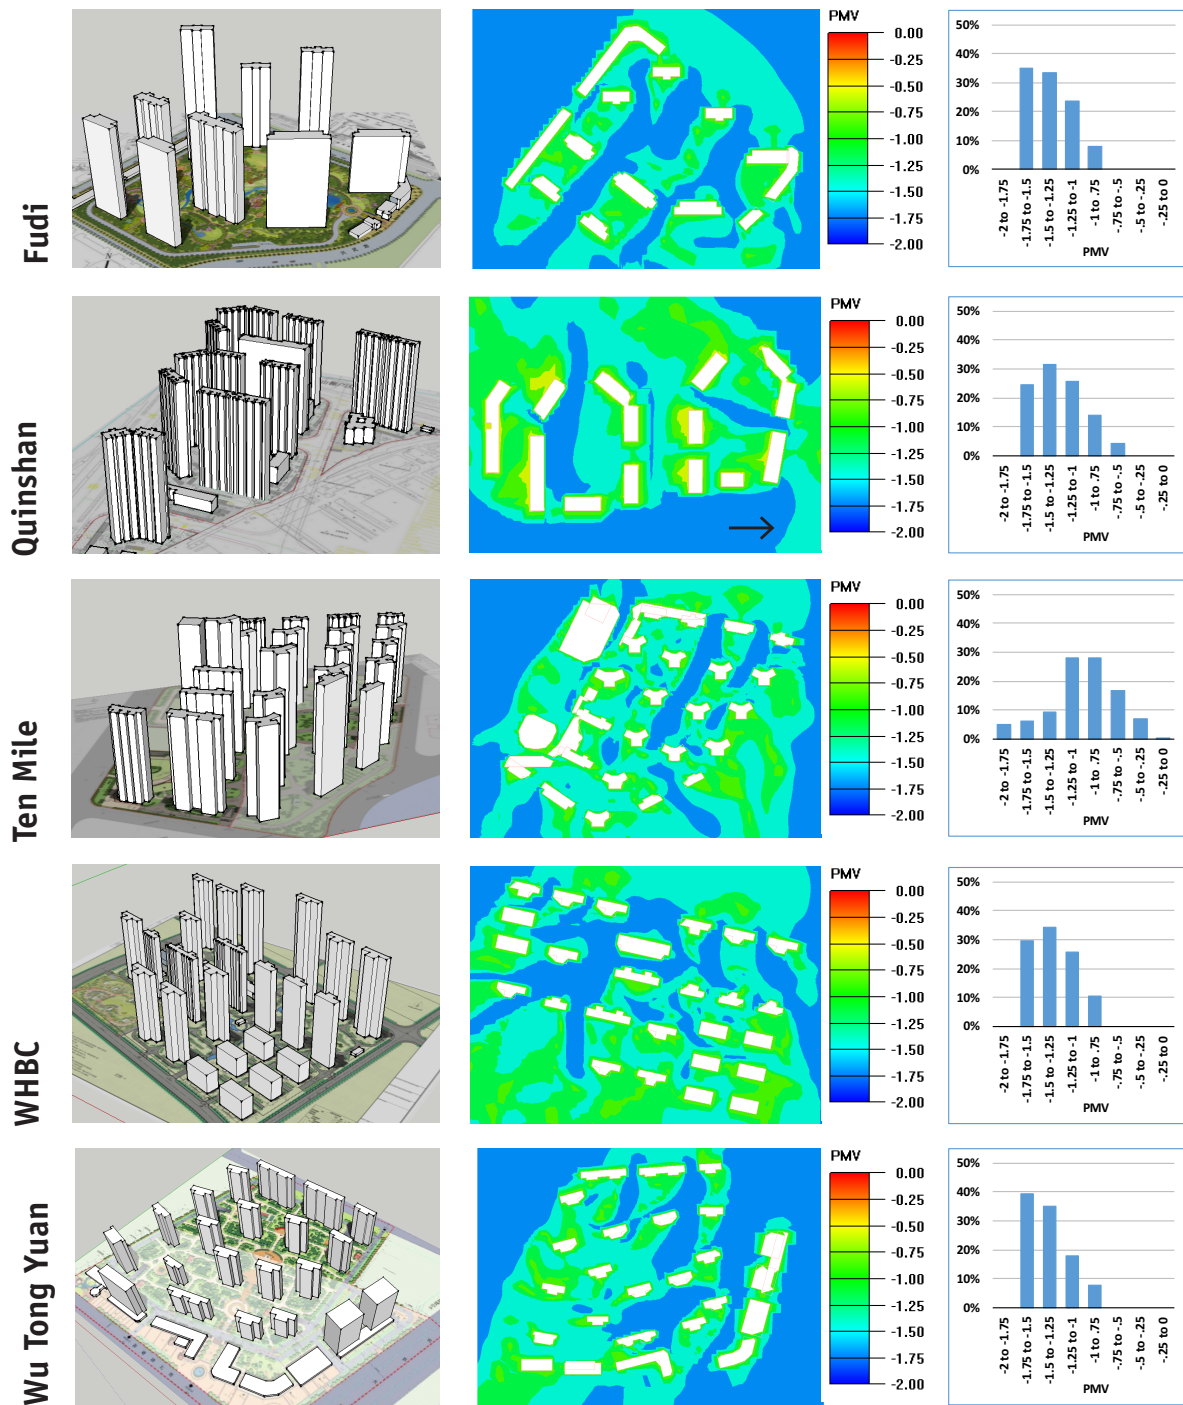 Fudi
PMV
0.00
-0.25
-0.50
-0.75
-1.00
-1.25
-1.50
-1.75
-2.00
50%
40%
30%
20%
10%
0%
-2 to -1.75
-1.75 to -1.5
-1.5 to -1.25
-1.25 to -1
-1 to .75
-.75 to -.5
-.5 to -.25
-.25 to 0
PMV
Quinshan
PMV
0.00
-0.25
-0.50
-0.75
-1.00
-1.25
-1.50
-1.75
-2.00
50%
40%
30%
20%
10%
0%
-2 to -1.75
-1.75 to -1.5
-1.5 to -1.25
-1.25 to -1
-1 to .75
-.75 to -.5
-.5 to -.25
-.25 to 0
PMV
Ten Mile
PMV
0.00
-0.25
-0.50
-0.75
-1.00
-1.25
-1.50
-1.75
-2.00
50%
40%
30%
20%
10%
0%
-2 to -1.75
-1.75 to -1.5
-1.5 to -1.25
-1.25 to -1
-1 to .75
-.75 to -.5
-.5 to -.25
-.25 to 0
PMV
WHBC
PMV
0.00
-0.25
-0.50
-0.75
-1.00
-1.25
-1.50
-1.75
-2.00
50%
40%
30%
20%
10%
0%
-2 to -1.75
-1.75 to -1.5
-1.5 to -1.25
-1.25 to -1
-1 to .75
-.75 to -.5
-.5 to -.25
-.25 to 0
PMV
Wu Tong Yuan
PMV
0.00
-0.25
-0.50
-0.75
-1.00
-1.25
-1.50
-1.75
-2.00
50%
40%
30%
20%
10%
0%
-2 to -1.75
-1.75 to -1.5
-1.5 to -1.25
-1.25 to -1
-1 to .75
-.75 to -.5
-.5 to -.25
-.25 to 0
PMV